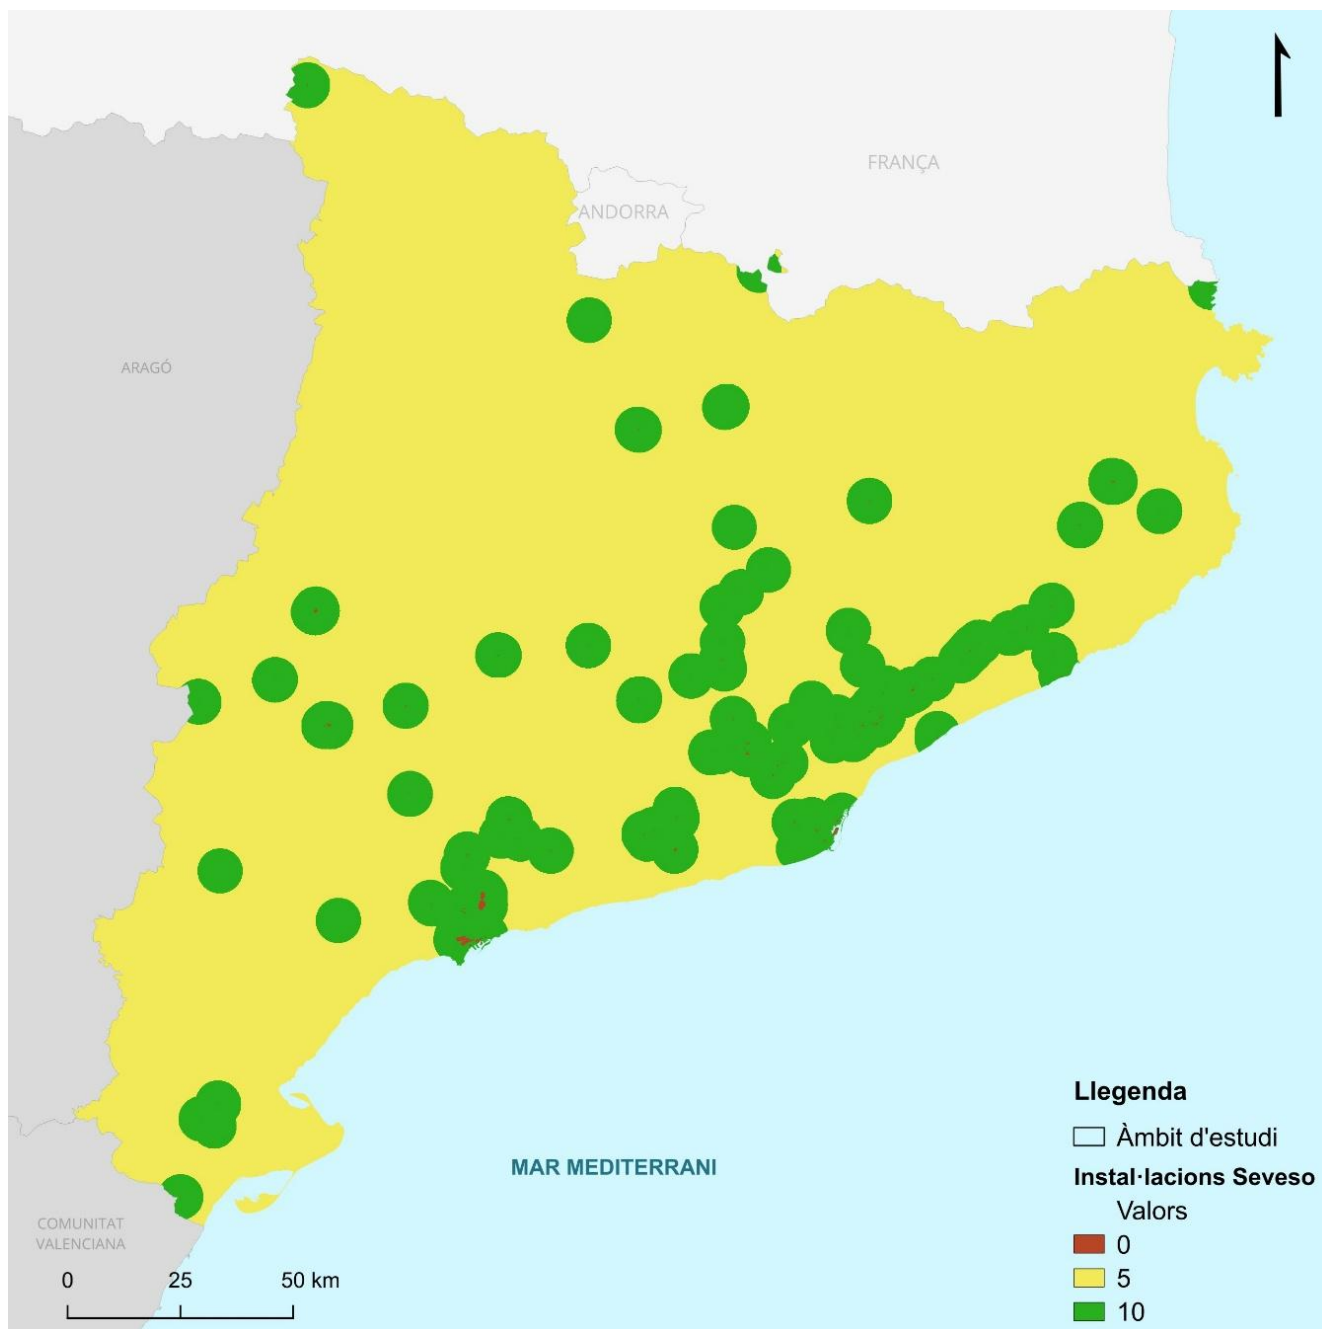 FRANÇA
ANDORRA
ARAGÓ
MAR MEDITERRANI
COMUNITAT
VALENCIANA
0 25 50 km
Llegenda
Àmbit d'estudi
Instal·lacions Seveso
Valors
0
5
10